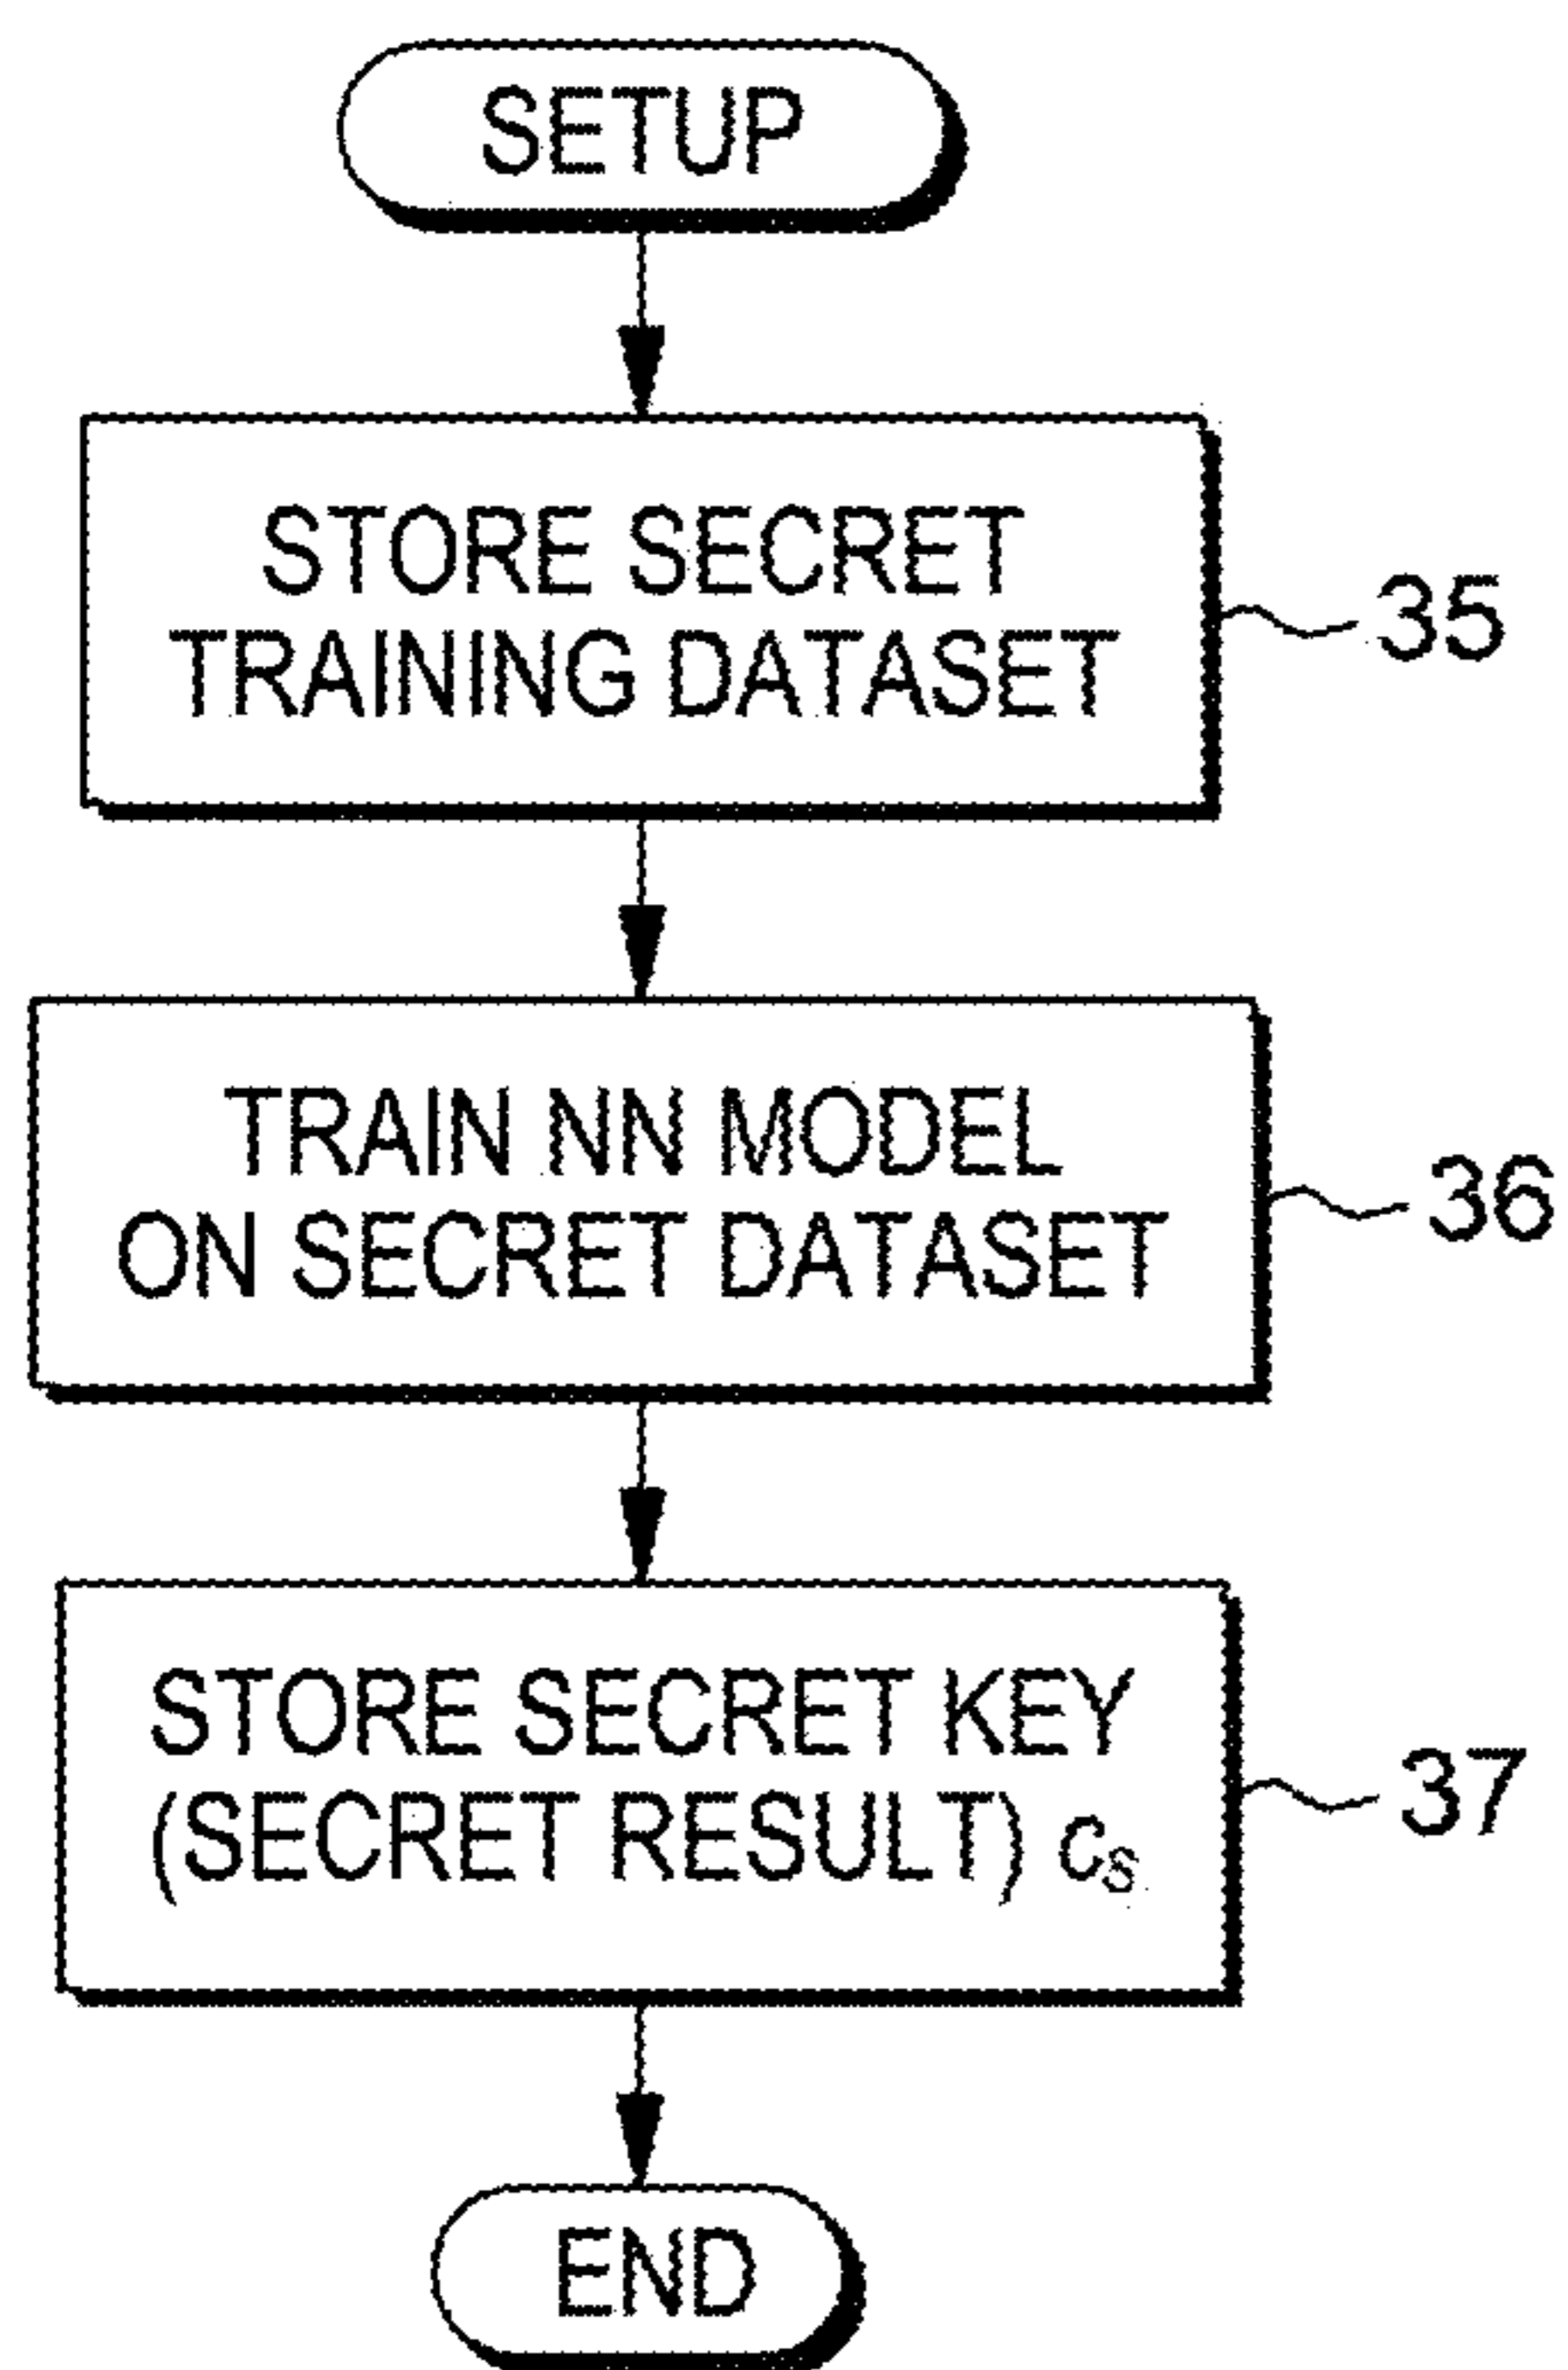 SETUP
STORE SECRET
TRAINING DATASET
35
TRAIN NN MODEL
ON SECRET DATASET
36
STORE SECRET KEY
(SECRET RESULT) cs
37
END